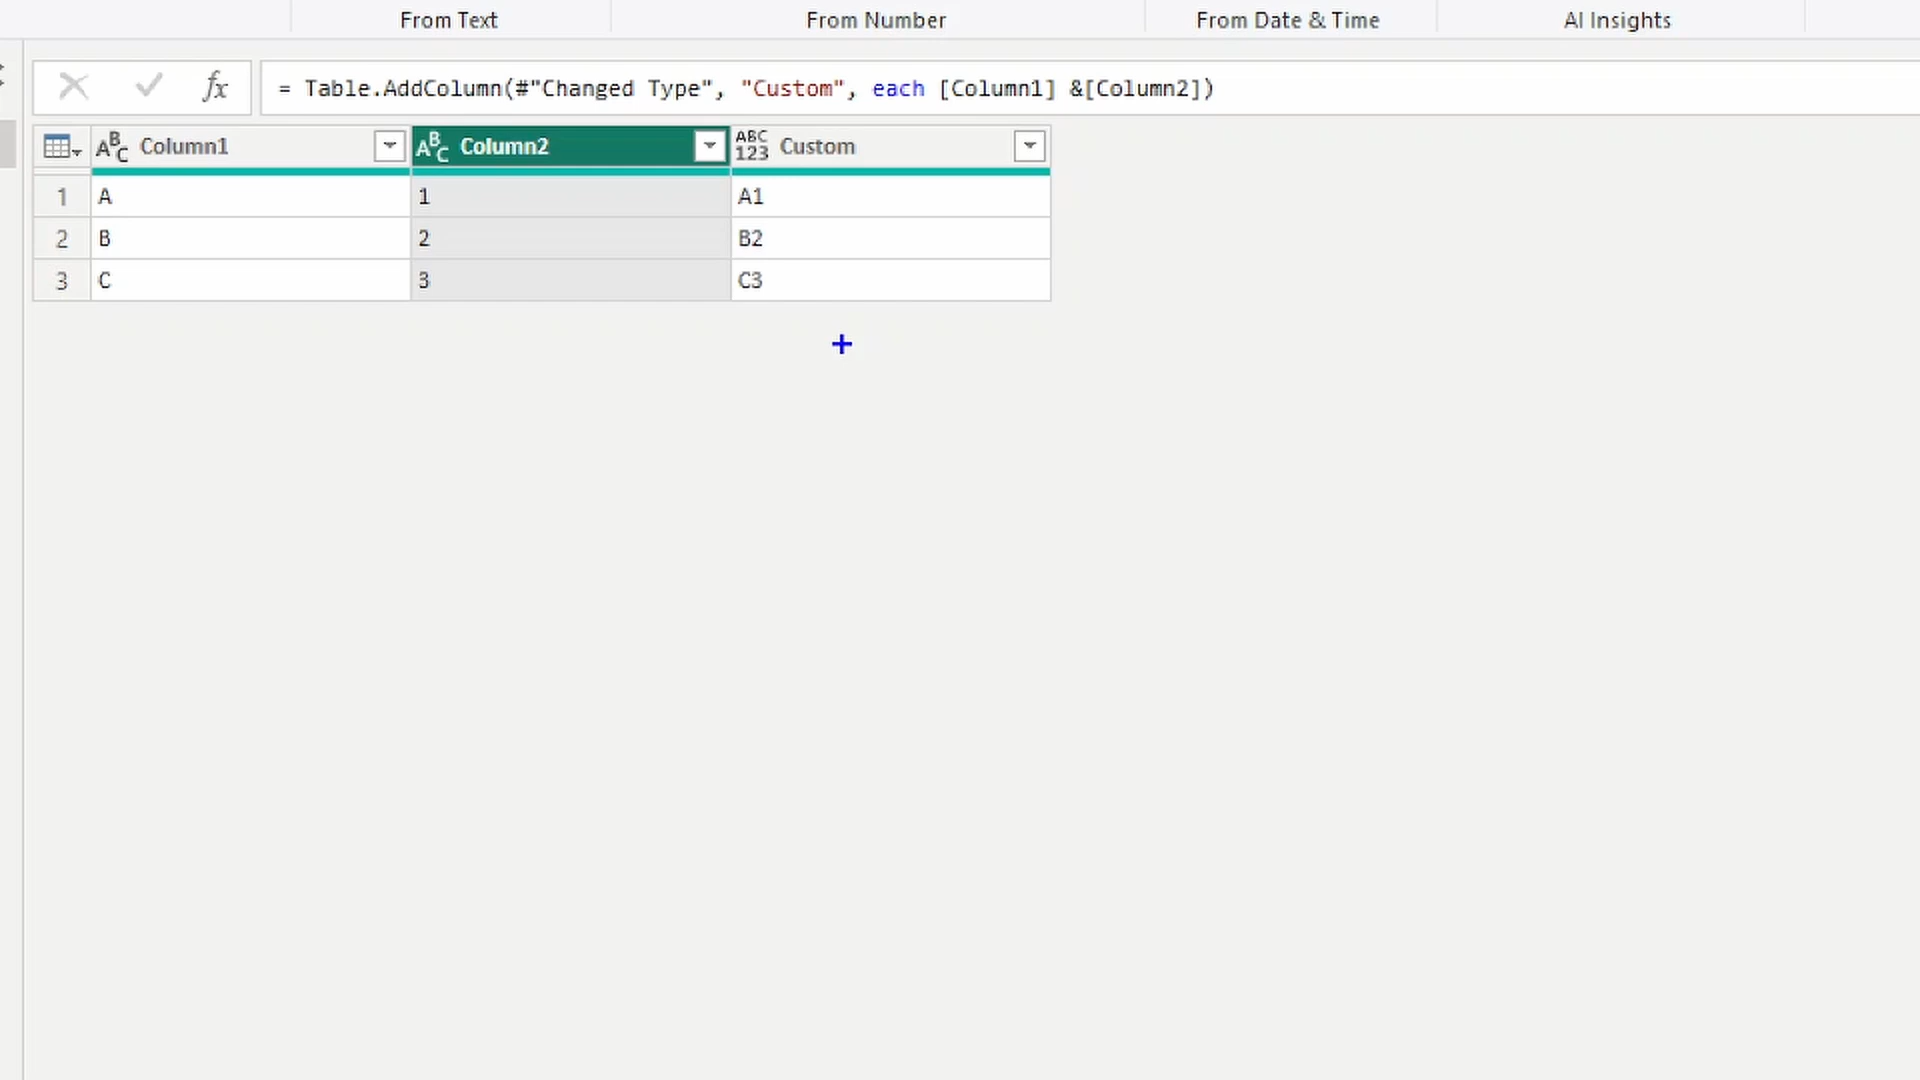 From Text From Number From Date & Time AI Insights
fx = Table.AddColumn(#"Changed Type", "Custom", each [Column1] &[Column2])
ABC Column1 ABC Column2 ABC 123 Custom
1 A 1 A1
2 B 2 B2
3 C 3 C3